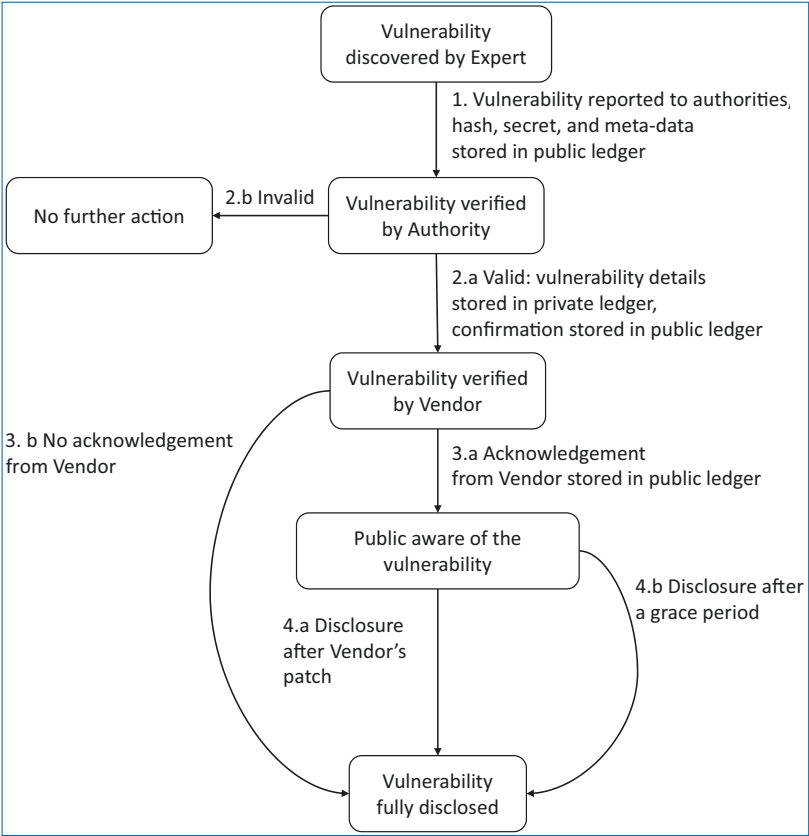 Vulnerability
discovered by Expert
1. Vulnerability reported to authorities,
hash, secret, and meta-data
stored in public ledger
No further action
2.b Invalid
Vulnerability verified
by Authority
2.a Valid: vulnerability details
stored in private ledger,
confirmation stored in public ledger
Vulnerability verified
by Vendor
3. b No acknowledgement
from Vendor
3.a Acknowledgement
from Vendor stored in public ledger
Public aware of the
vulnerability
4.a Disclosure
after Vendor’s
patch
4.b Disclosure after
a grace period
Vulnerability
fully disclosed